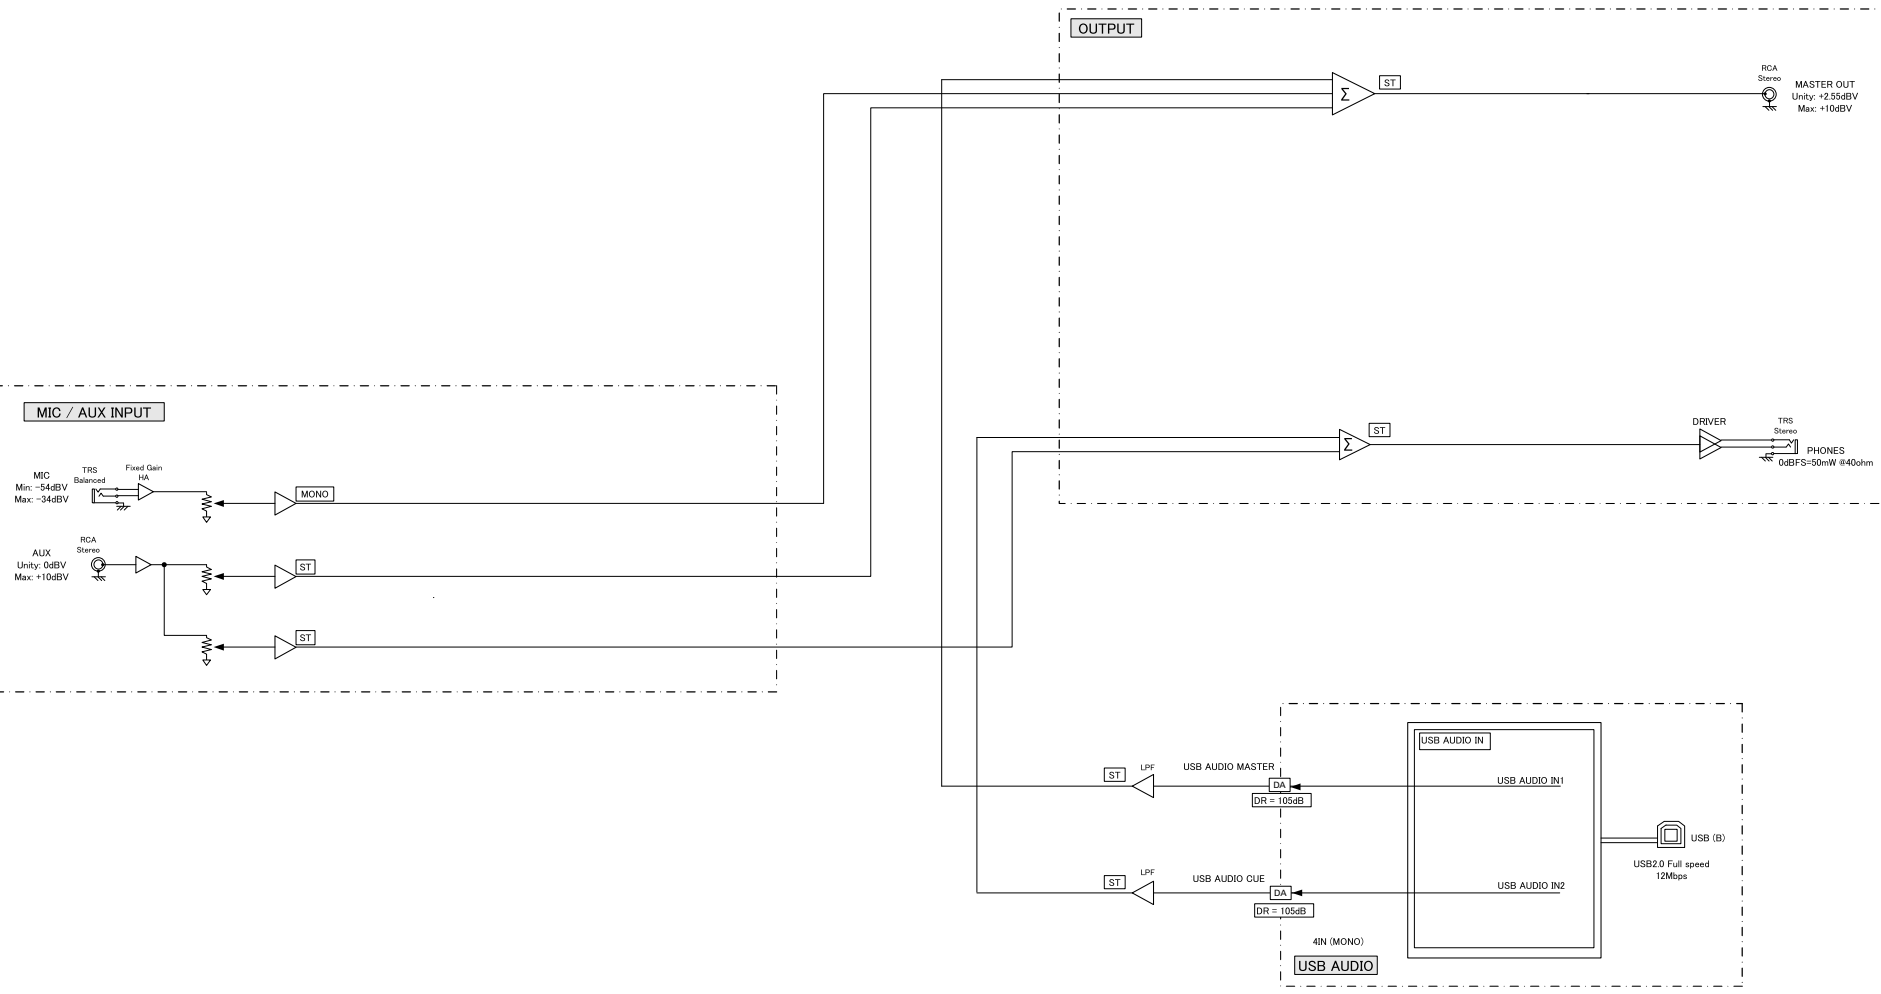 OUTPUT
ST
Σ
RCA
Stereo
MASTER OUT
Unity: +2.55dBV
Max: +10dBV
MIC / AUX INPUT
MIC
Min: -54dBV
Max: -34dBV
TRS
Balanced
Fixed Gain
HA
MONO
AUX
Unity: 0dBV
Max: +10dBV
RCA
Stereo
ST
ST
Σ
ST
DRIVER
TRS
Stereo
PHONES
0dBFS=50mW @40ohm
USB AUDIO IN
ST
LPF
USB AUDIO MASTER
DA
DR = 105dB
USB AUDIO IN1
USB (B)
USB2.0 Full speed
12Mbps
ST
LPF
USB AUDIO CUE
DA
DR = 105dB
USB AUDIO IN2
4IN (MONO)
USB AUDIO